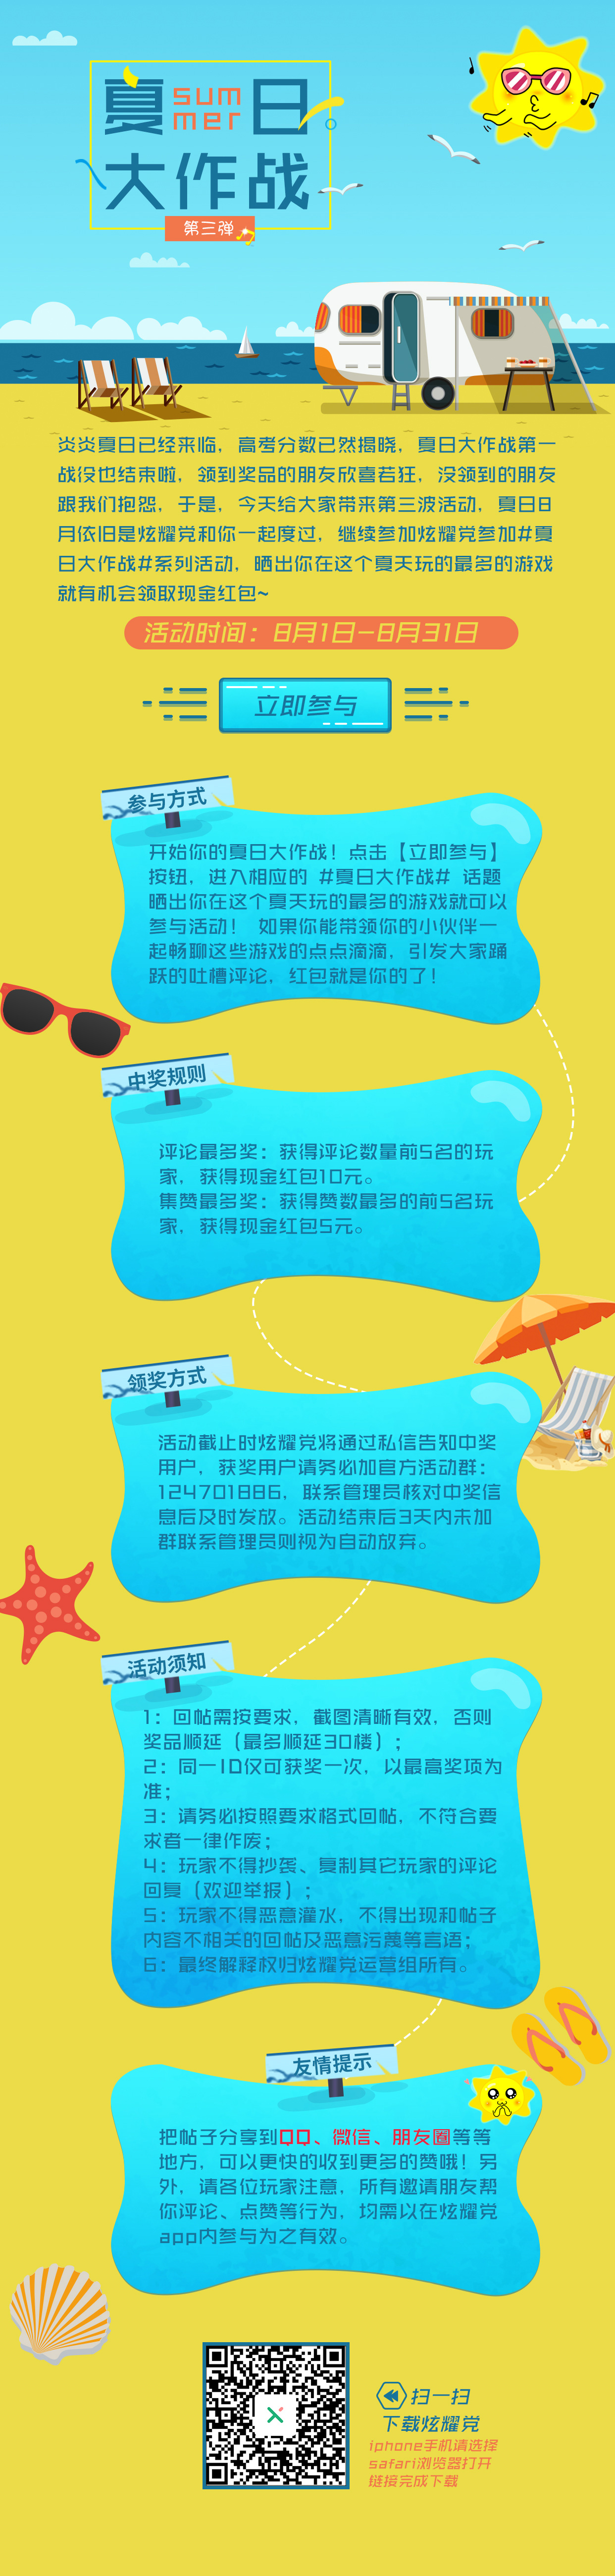 夏 summer 日
大作战
第三弹
炎炎夏日已经来临，高考分数已然揭晓，夏日大作战第一
战役也结束啦，领到奖品的朋友欣喜若狂，没领到的朋友
跟我们抱怨，于是，今天给大家带来第三波活动，夏日8
月依旧是炫耀党和你一起度过，继续参加炫耀党参加#夏
日大作战#系列活动，晒出你在这个夏天玩的最多的游戏
就有机会领取现金红包~
活动时间：8月1日-8月31日
立即参与
参与方式
开始你的夏日大作战！点击【立即参与】
按钮，进入相应的 #夏日大作战# 话题
晒出你在这个夏天玩的最多的游戏就可以
参与活动！ 如果你能带领你的小伙伴一
起畅聊这些游戏的点点滴滴，引发大家踊
跃的吐槽评论，红包就是你的了！
中奖规则
评论最多奖：获得评论数量前5名的玩
家，获得现金红包10元。
集赞最多奖：获得赞数最多的前5名玩
家，获得现金红包5元。
领奖方式
活动截止时炫耀党将通过私信告知中奖
用户，获奖用户请务必加官方活动群：
124701886，联系管理员核对中奖信
息后及时发放。活动结束后3天内未加
群联系管理员则视为自动放弃。
活动须知
1：回帖需按要求，截图清晰有效，否则
奖品顺延（最多顺延30楼）；
2：同一ID仅可获奖一次，以最高奖项为
准；
3：请务必按照要求格式回帖，不符合要
求者一律作废；
4：玩家不得抄袭、复制其它玩家的评论
回复（欢迎举报）；
5：玩家不得恶意灌水，不得出现和帖子
内容不相关的回帖及恶意污蔑等言语；
6：最终解释权归炫耀党运营组所有。
友情提示
把帖子分享到QQ、微信、朋友圈等等
地方，可以更快的收到更多的赞哦！另
外，请各位玩家注意，所有邀请朋友帮
你评论、点赞等行为，均需以在炫耀党
app内参与为之有效。
扫一扫
下载炫耀党
iphone手机请选择
safari浏览器打开
链接完成下载